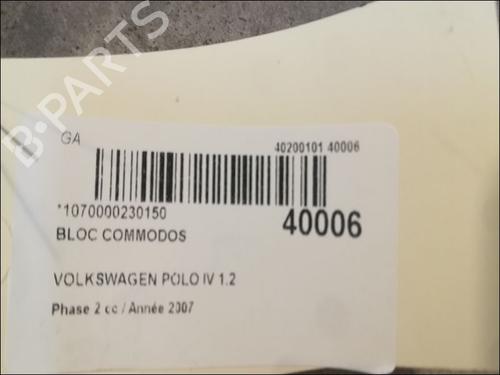 B-PARTS
GA
40200101 40006
*1070000230150
40006
BLOC COMMODOS
VOLKSWAGEN POLO IV 1.2
Phase 2 cc / Année 2007